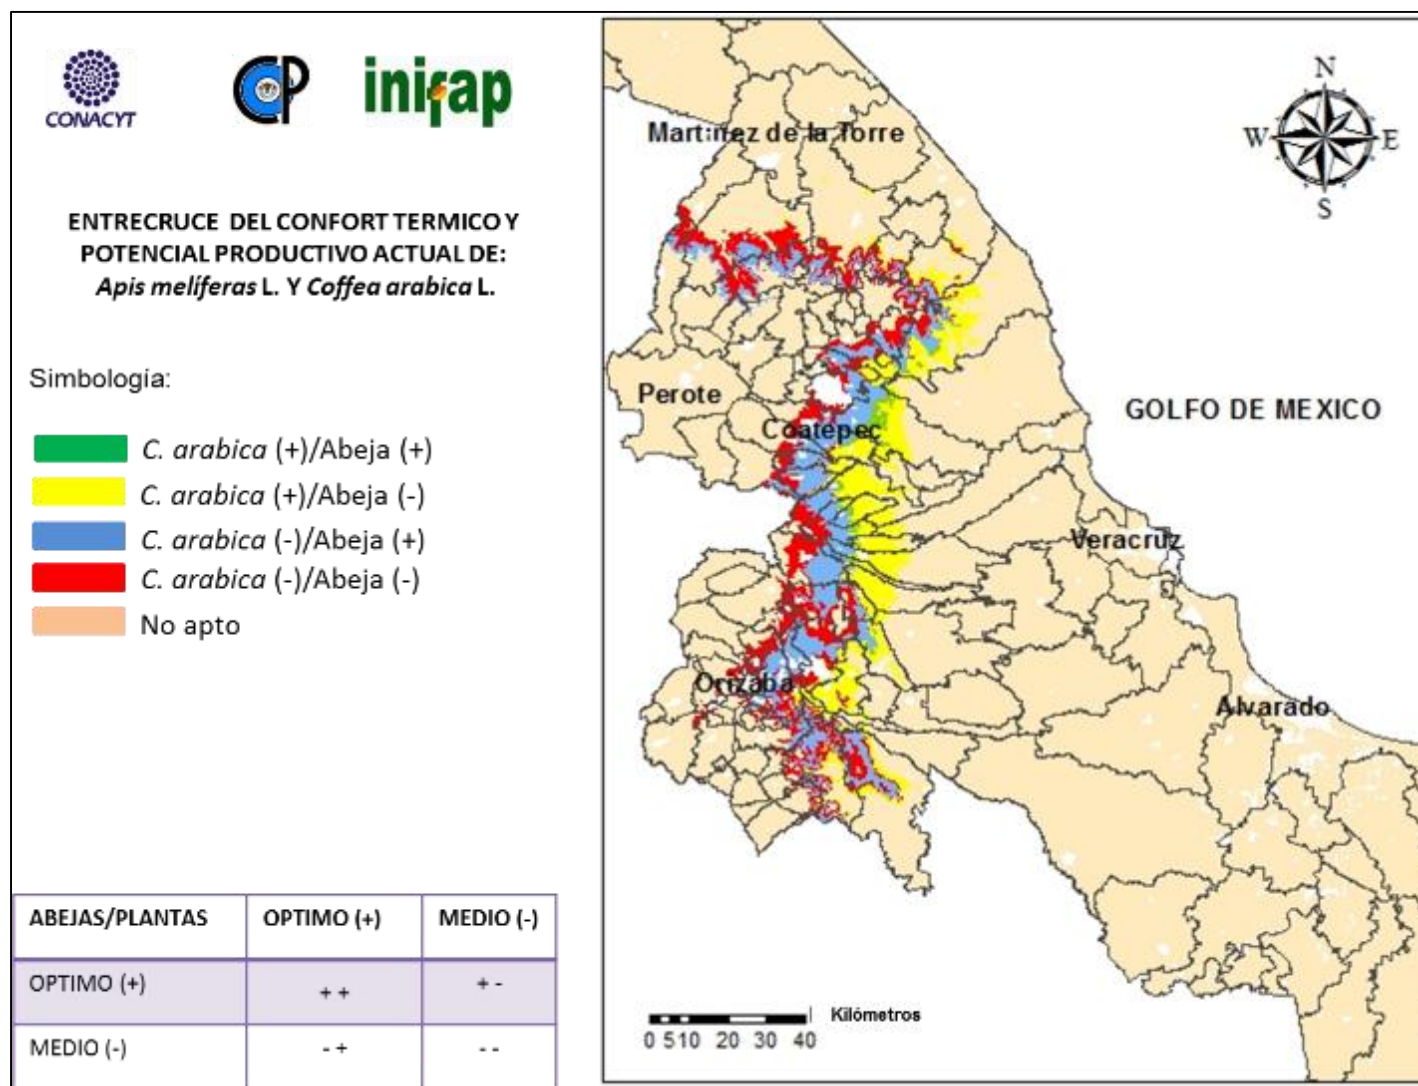 CONACYT
CP
inifap
ENTRECRUCE DEL CONFORT TERMICO Y
POTENCIAL PRODUCTIVO ACTUAL DE:
Apis melíferas L. Y Coffea arabica L.
Simbología:
C. arabica (+)/Abeja (+)
C. arabica (+)/Abeja (-)
C. arabica (-)/Abeja (+)
C. arabica (-)/Abeja (-)
No apto
ABEJAS/PLANTAS OPTIMO (+) MEDIO (-)
OPTIMO (+) + + + -
MEDIO (-) - + - -
N
W E
S
Martinez de la Torre
Perote
Coatepec
GOLFO DE MEXICO
Veracruz
Orizaba
Alvarado
Kilómetros
0 5 10 20 30 40